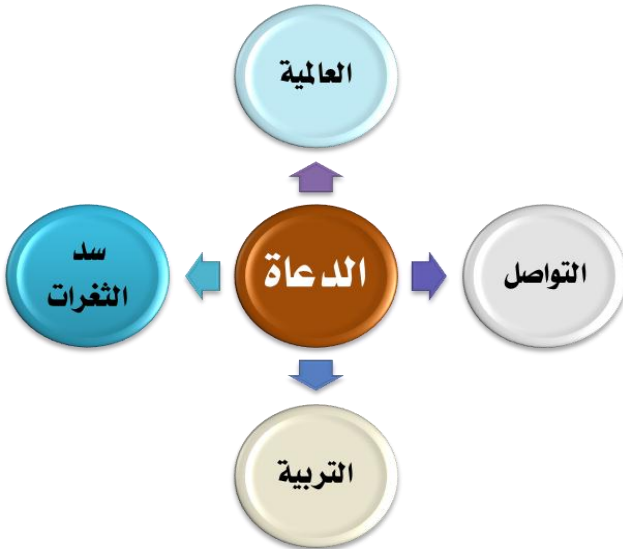 العالمية
التواصل
الدعاة
سد
الثغرات
التربية